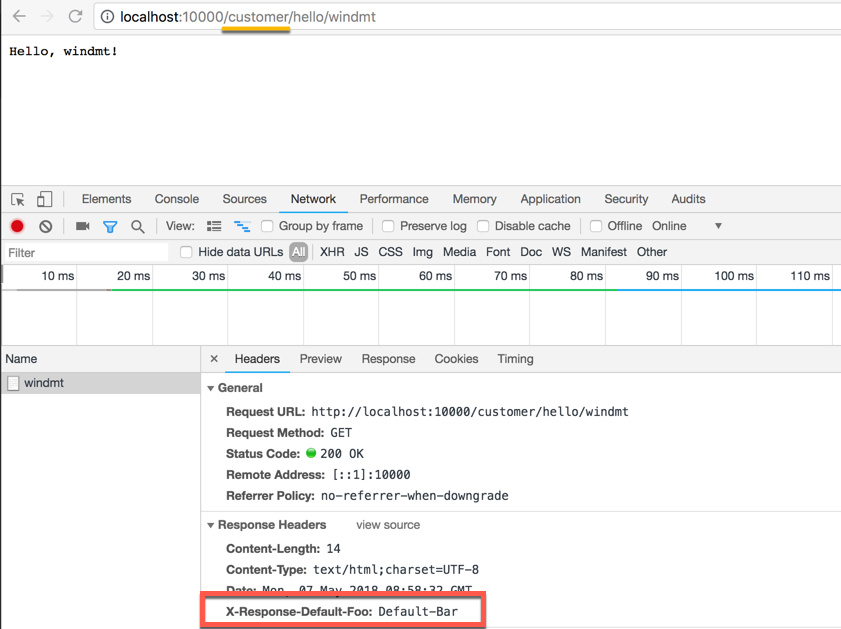 localhost:10000/customer/hello/windmt
Hello, windmt!
Elements Console Sources Network Performance Memory Application Security Audits
View: Group by frame Preserve log Disable cache Offline Online
Filter Hide data URLs All XHR JS CSS Img Media Font Doc WS Manifest Other
10 ms 20 ms 30 ms 40 ms 50 ms 60 ms 70 ms 80 ms 90 ms 100 ms 110 ms
Name × Headers Preview Response Cookies Timing
windmt
General
Request URL: http://localhost:10000/customer/hello/windmt
Request Method: GET
Status Code: 200 OK
Remote Address: [::1]:10000
Referrer Policy: no-referrer-when-downgrade
Response Headers view source
Content-Length: 14
Content-Type: text/html;charset=UTF-8
Date: Mon, 07 May 2018 08:58:32 GMT
X-Response-Default-Foo: Default-Bar